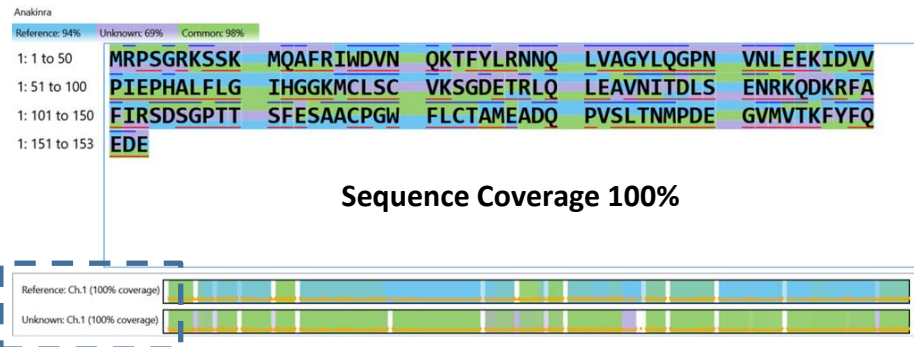 Anakinra
Reference: 94% Unknown: 69% Common: 98%
1: 1 to 50 MRPSGRKSSK MQAFRIWDVN QKTFYLRNNQ LVAGYLQGPN VNLEEKIDVV
1: 51 to 100 PIEPHALFLG IHGGKMCLSC VKSGDETRLQ LEAVNITDLS ENRKQDKRFA
1: 101 to 150 FIRSDSGPTT SFESAACPGW FLCTAMEADQ PVSLTNMPDE GVMVTKFYFQ
1: 151 to 153 EDE
Sequence Coverage 100%
Reference: Ch.1 (100% coverage)
Unknown: Ch.1 (100% coverage)